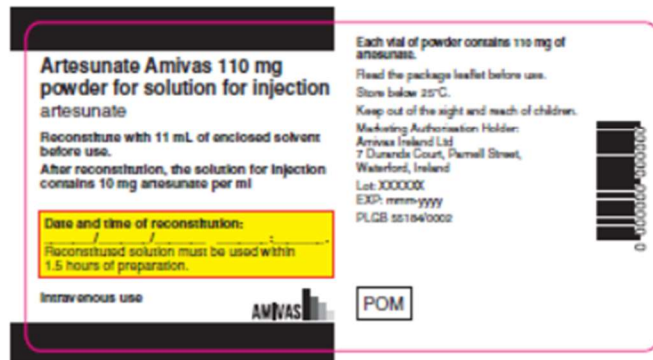 Artesunate Amivas 110 mg
powder for solution for injection
artesunate
Reconstitute with 11 mL of enclosed solvent
before use.
After reconstitution, the solution for injection
contains 10 mg artesunate per ml
Date and time of reconstitution:
____/____/____ ____:____.
Reconstituted solution must be used within
1.5 hours of preparation.
Intravenous use
AMIVAS
Each vial of powder contains 110 mg of
artesunate.
Read the package leaflet before use.
Store below 25°C.
Keep out of the sight and reach of children.
Marketing Authorisation Holder:
Amivas Ireland Ltd
7 Durands Court, Parnell Street,
Waterford, Ireland
Lot: XXXXXX
EXP: mmm-yyyy
PLGB 55184/0002
POM